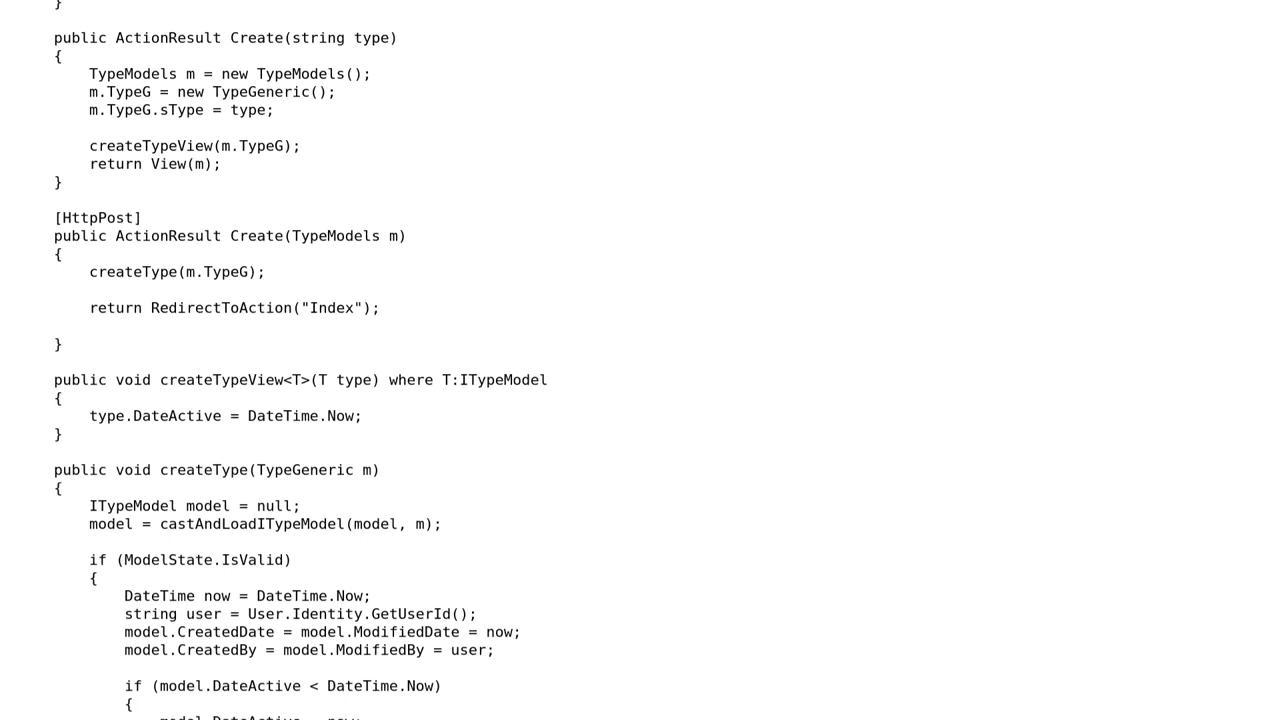 }
public ActionResult Create(string type)
{
TypeModels m = new TypeModels();
m.TypeG = new TypeGeneric();
m.TypeG.sType = type;
createTypeView(m.TypeG);
return View(m);
}
[HttpPost]
public ActionResult Create(TypeModels m)
{
createType(m.TypeG);
return RedirectToAction("Index");
}
public void createTypeView<T>(T type) where T:ITypeModel
{
type.DateActive = DateTime.Now;
}
public void createType(TypeGeneric m)
{
ITypeModel model = null;
model = castAndLoadITypeModel(model, m);
if (ModelState.IsValid)
{
DateTime now = DateTime.Now;
string user = User.Identity.GetUserId();
model.CreatedDate = model.ModifiedDate = now;
model.CreatedBy = model.ModifiedBy = user;
if (model.DateActive < DateTime.Now)
{
model.DateActive = now;